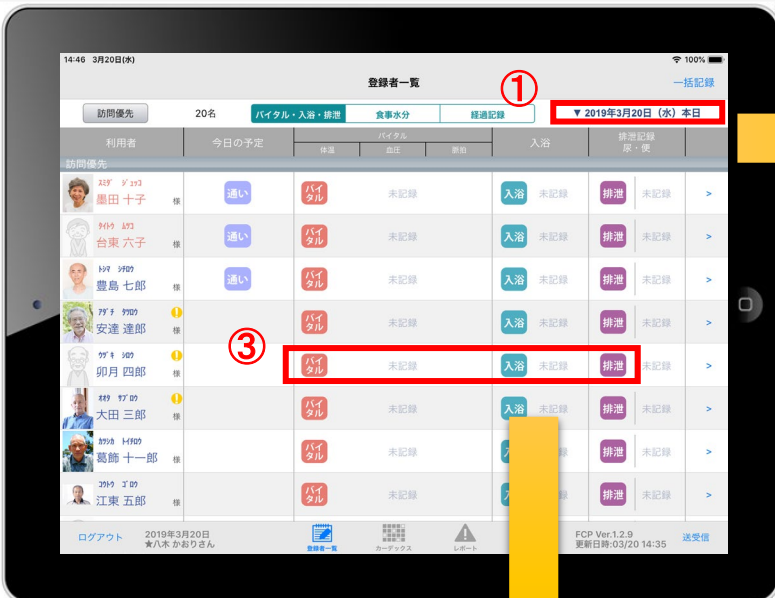 14:46 3月20日(水)
100%
登録者一覧
①
一括記録
訪問優先
20名
バイタル・入浴・排泄
食事水分
経過記録
▼ 2019年3月20日（水）本日
利用者
今日の予定
バイタル
体温
血圧
脈拍
入浴
排泄記録
尿・便
訪問優先
ｽﾐﾀﾞ ｼﾞｭｳｺ
墨田 十子 様
通い
バイタル
未記録
入浴
未記録
排泄
未記録
>
ﾀｲﾄｳ ﾑﾂｺ
台東 六子 様
通い
バイタル
未記録
入浴
未記録
排泄
未記録
>
ﾄｼﾏ ｼﾁﾛｳ
豊島 七郎 様
通い
バイタル
未記録
入浴
未記録
排泄
未記録
>
ｱﾀﾞﾁ ﾀﾂﾛｳ
安達 達郎 様
バイタル
未記録
入浴
未記録
排泄
未記録
>
③
ｳﾂﾞｷ ｼﾛｳ
卯月 四郎 様
バイタル
未記録
入浴
未記録
排泄
未記録
>
ｵｵﾀ ｻﾌﾞﾛｳ
大田 三郎 様
バイタル
未記録
入浴
未記録
排泄
未記録
>
ｶﾂｼｶ ﾄｲﾁﾛｳ
葛飾 十一郎 様
バイタル
未記録
排泄
未記録
>
ｺｳﾄｳ ｺﾞﾛｳ
江東 五郎 様
バイタル
未記録
排泄
未記録
>
ログアウト
2019年3月20日
★八木 かおりさん
登録者一覧
カーデックス
レポート
FCP Ver.1.2.9
更新日時:03/20 14:35
送受信